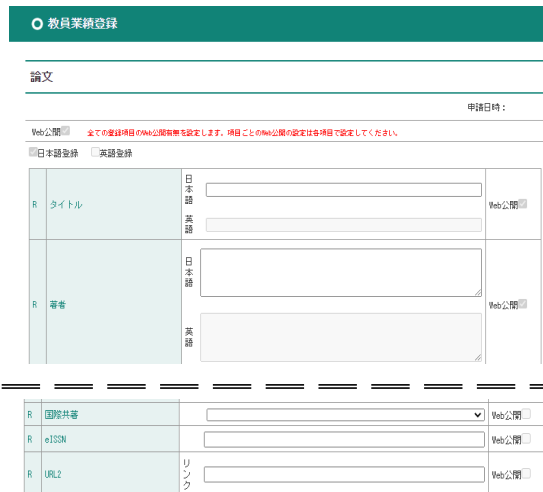 教員業績登録
論文
申請日時：
Web公開
全ての登録項目のWeb公開有無を設定します。項目ごとのWeb公開の設定は各項目で設定してください。
日本語登録 英語登録
R タイトル 日本語 Web公開
英語
R 著者 日本語 Web公開
英語
R 国際共著 Web公開
R eISSN Web公開
R URL2 リンク Web公開